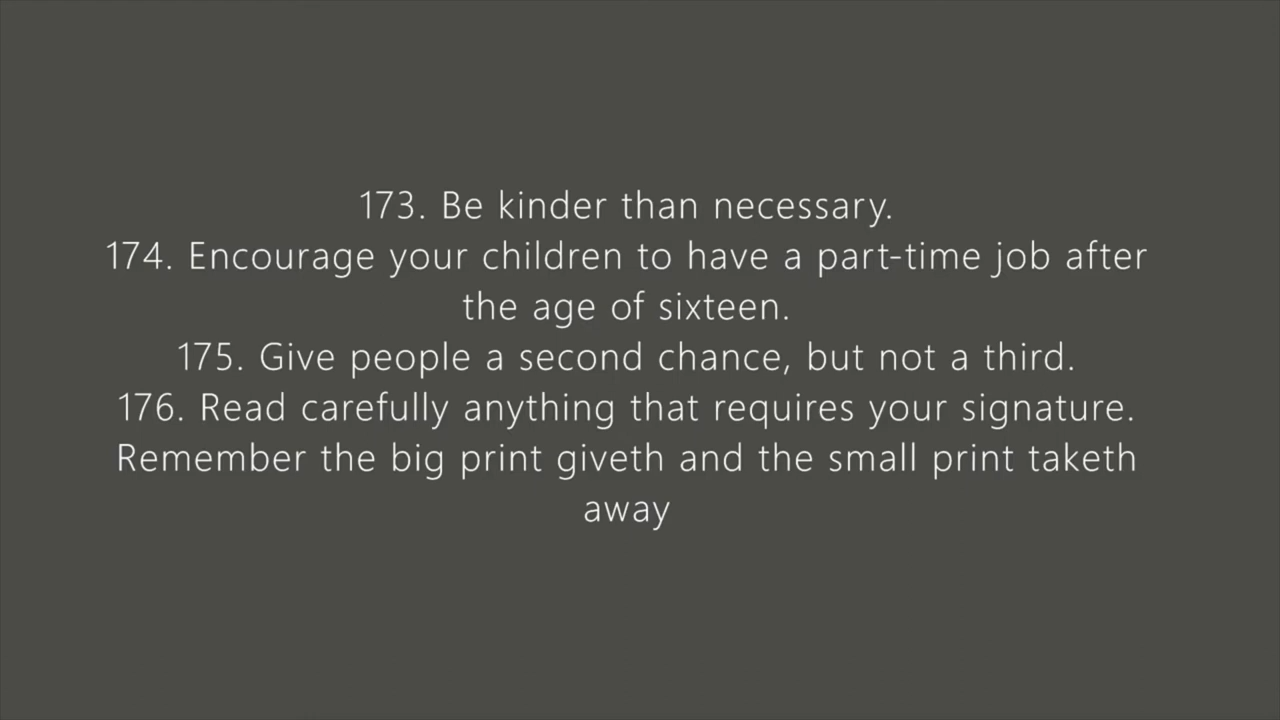 173. Be kinder than necessary.
174. Encourage your children to have a part-time job after
the age of sixteen.
175. Give people a second chance, but not a third.
176. Read carefully anything that requires your signature.
Remember the big print giveth and the small print taketh
away